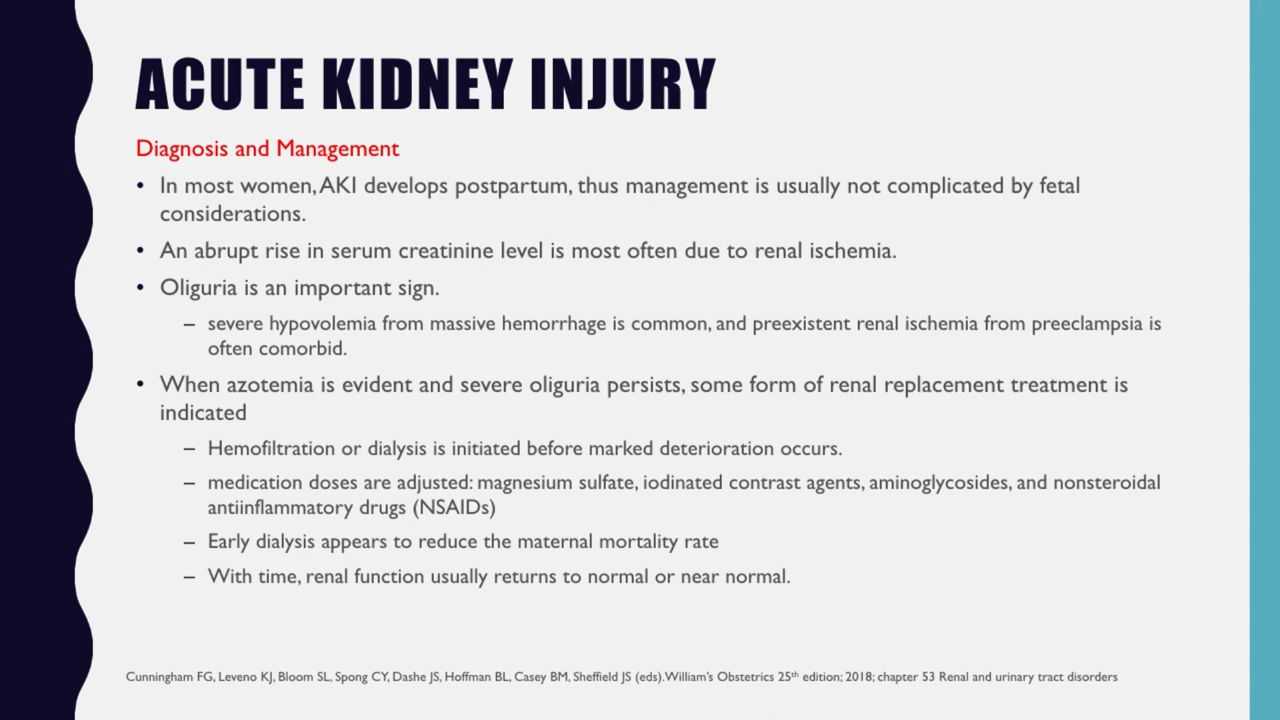 ACUTE KIDNEY INJURY
Diagnosis and Management
• In most women, AKI develops postpartum, thus management is usually not complicated by fetal
considerations.
• An abrupt rise in serum creatinine level is most often due to renal ischemia.
• Oliguria is an important sign.
– severe hypovolemia from massive hemorrhage is common, and preexistent renal ischemia from preeclampsia is
often comorbid.
• When azotemia is evident and severe oliguria persists, some form of renal replacement treatment is
indicated
– Hemofiltration or dialysis is initiated before marked deterioration occurs.
– medication doses are adjusted: magnesium sulfate, iodinated contrast agents, aminoglycosides, and nonsteroidal
antiinflammatory drugs (NSAIDs)
– Early dialysis appears to reduce the maternal mortality rate
– With time, renal function usually returns to normal or near normal.
Cunningham FG, Leveno KJ, Bloom SL, Spong CY, Dashe JS, Hoffman BL, Casey BM, Sheffield JS (eds). William's Obstetrics 25th edition; 2018; chapter 53 Renal and urinary tract disorders